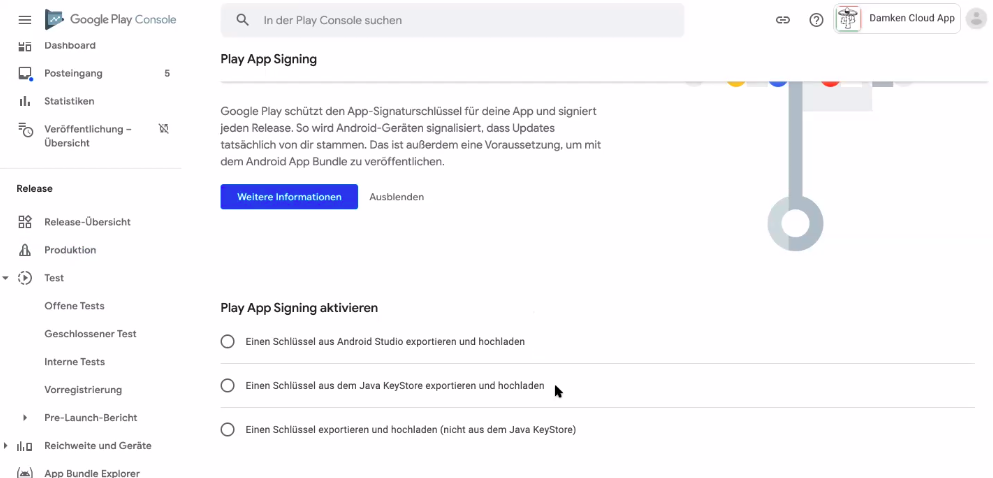 Google Play Console
In der Play Console suchen
Damken Cloud App
Dashboard
Posteingang 5
Statistiken
Veröffentlichung –
Übersicht
Release
Release-Übersicht
Produktion
Test
Offene Tests
Geschlossener Test
Interne Tests
Vorregistrierung
Pre-Launch-Bericht
Reichweite und Geräte
App Bundle Explorer
Play App Signing
Google Play schützt den App-Signaturschlüssel für deine App und signiert
jeden Release. So wird Android-Geräten signalisiert, dass Updates
tatsächlich von dir stammen. Das ist außerdem eine Voraussetzung, um mit
dem Android App Bundle zu veröffentlichen.
Weitere Informationen Ausblenden
Play App Signing aktivieren
Einen Schlüssel aus Android Studio exportieren und hochladen
Einen Schlüssel aus dem Java KeyStore exportieren und hochladen
Einen Schlüssel exportieren und hochladen (nicht aus dem Java KeyStore)